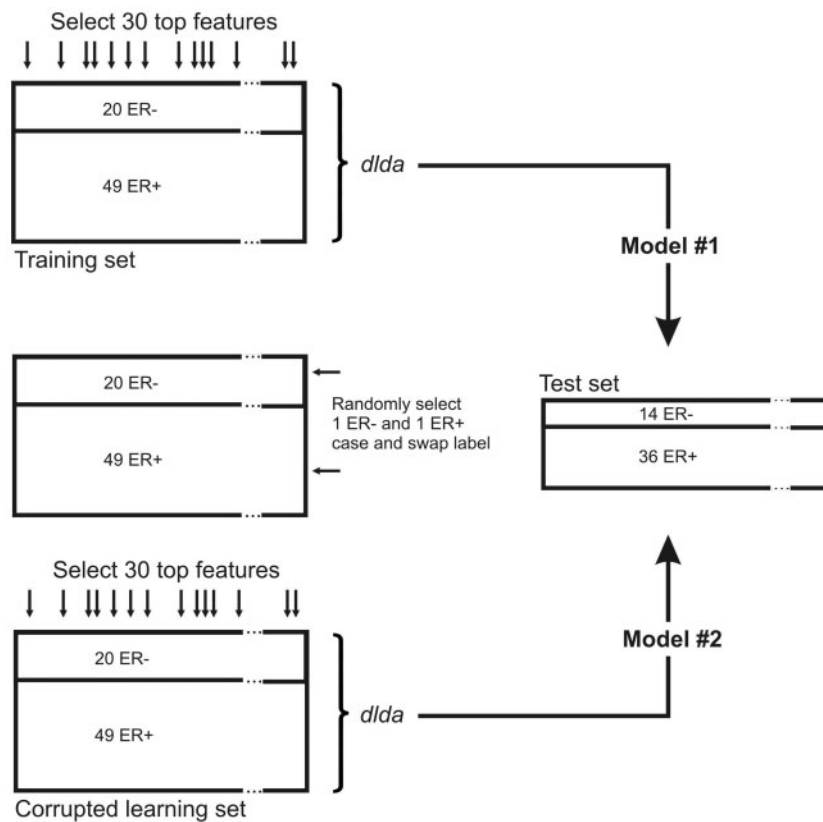 Select 30 top features
20 ER-
49 ER+
dlda
Training set
Model #1
20 ER-
49 ER+
Randomly select
1 ER- and 1 ER+
case and swap label
Test set
14 ER-
36 ER+
Select 30 top features
20 ER-
49 ER+
dlda
Corrupted learning set
Model #2